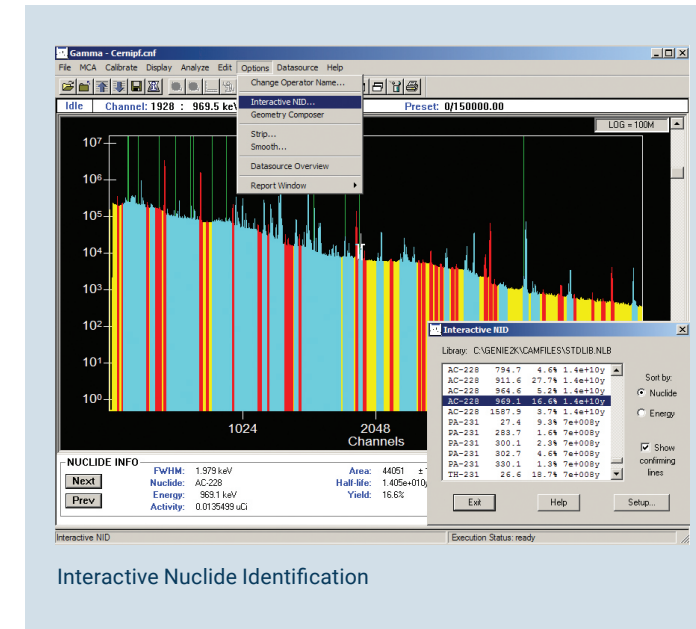 Gamma - Cernipf.cnf
File MCA Calibrate Display Analyze Edit Options Datasource Help
Change Operator Name...
Interactive NID...
Geometry Composer
Strip...
Smooth...
Datasource Overview
Report Window
Idle Channel: 1928 : 969.5 keV Preset: 0/150000.00
LOG = 100M
10⁷
10⁶
10⁵
10⁴
10³
10²
10¹
10⁰
1024 2048
Channels
Interactive NID
Library: C:\GENIE2K\CAMFILES\STDLIB.NLB
AC-228 794.7 4.6% 1.4e+10y
AC-228 911.6 27.7% 1.4e+10y
AC-228 964.6 5.2% 1.4e+10y
AC-228 969.1 16.6% 1.4e+10y
AC-228 1587.9 3.7% 1.4e+10y
PA-231 27.4 9.3% 7e+008y
PA-231 283.7 1.6% 7e+008y
PA-231 300.1 2.3% 7e+008y
PA-231 302.7 4.6% 7e+008y
PA-231 330.1 1.3% 7e+008y
TH-231 26.6 18.7% 7e+008y
Sort by:
Nuclide
Energy
Show
confirming
lines
Exit Help Setup...
NUCLIDE INFO
Next
Prev
FWHM: 1.979 keV Area: 44051 ±
Nuclide: AC-228 Half-life: 1.405e+010
Energy: 969.1 keV Yield: 16.6%
Activity: 0.0135499 uCi
Interactive NID Execution Status: ready
Interactive Nuclide Identification